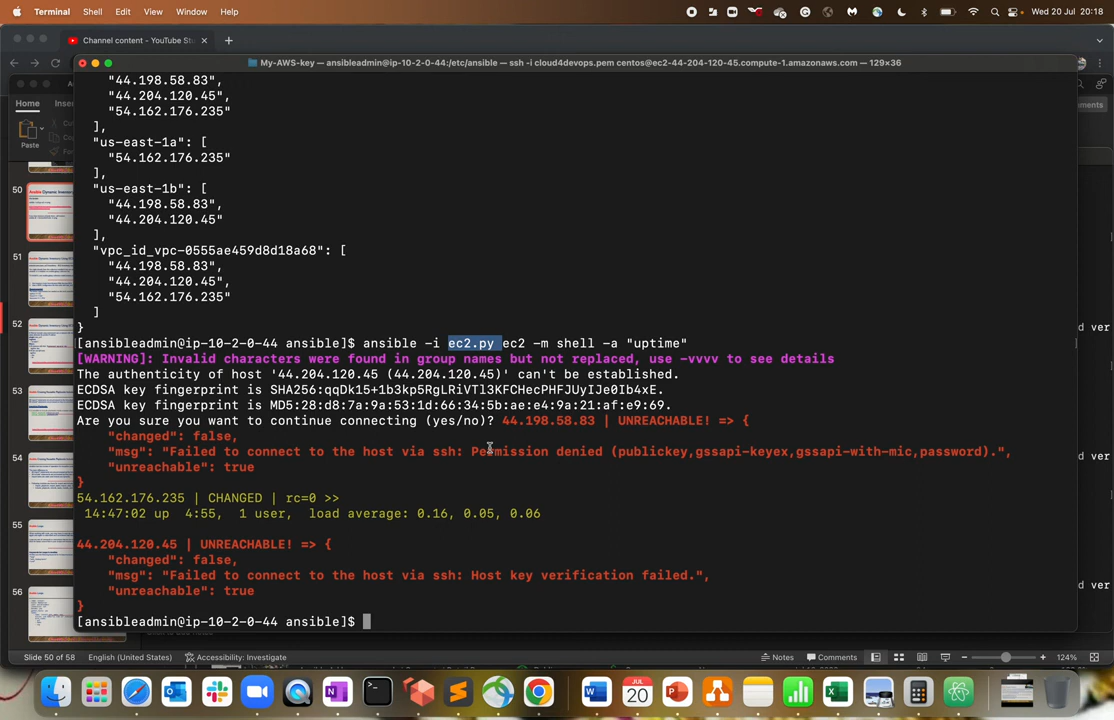 Terminal Shell Edit View Window Help
Wed 20 Jul 20:18
Channel content - YouTube St
My-AWS-key — ansibleadmin@ip-10-2-0-44:/etc/ansible — ssh -i cloud4devops.pem centos@ec2-44-204-120-45.compute-1.amazonaws.com — 129×36
Home Inser
Paste
"44.198.58.83",
"44.204.120.45",
"54.162.176.235"
],
"us-east-1a": [
"54.162.176.235"
],
"us-east-1b": [
"44.198.58.83",
"44.204.120.45"
],
"vpc_id_vpc-0555ae459d8d18a68": [
"44.198.58.83",
"44.204.120.45",
"54.162.176.235"
]
}
[ansibleadmin@ip-10-2-0-44 ansible]$ ansible -i ec2.py ec2 -m shell -a "uptime"
[WARNING]: Invalid characters were found in group names but not replaced, use -vvvv to see details
The authenticity of host '44.204.120.45 (44.204.120.45)' can't be established.
ECDSA key fingerprint is SHA256:qqDk15+1b3kp5RgLRiVTl3KFCHecPHFJUyIJe0Ib4xE.
ECDSA key fingerprint is MD5:28:d8:7a:9a:53:1d:66:34:5b:ae:e4:9a:21:af:e9:69.
Are you sure you want to continue connecting (yes/no)? 44.198.58.83 | UNREACHABLE! => {
"changed": false,
"msg": "Failed to connect to the host via ssh: Permission denied (publickey,gssapi-keyex,gssapi-with-mic,password).",
"unreachable": true
}
54.162.176.235 | CHANGED | rc=0 >>
14:47:02 up 4:55, 1 user, load average: 0.16, 0.05, 0.06
44.204.120.45 | UNREACHABLE! => {
"changed": false,
"msg": "Failed to connect to the host via ssh: Host key verification failed.",
"unreachable": true
}
[ansibleadmin@ip-10-2-0-44 ansible]$
50
51
52
53
54
55
56
ments
d ver
d ver
d ver
Slide 50 of 58 English (United States) Accessibility: Investigate
Notes Comments 124%
JUL
20